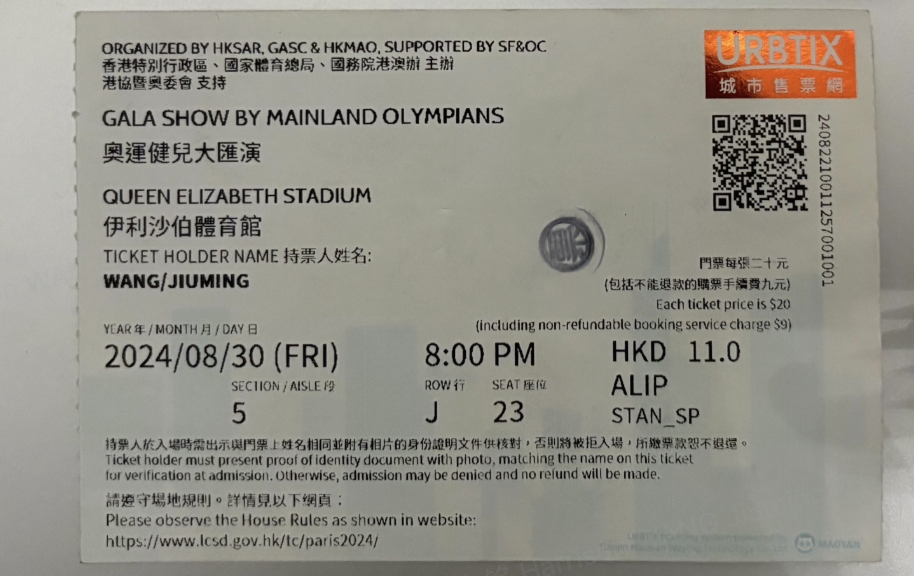 ORGANIZED BY HKSAR, GASC & HKMAO, SUPPORTED BY SF&OC
香港特別行政區、國家體育總局、國務院港澳辦 主辦
港協暨奧委會 支持
URBTIX
城市售票網
GALA SHOW BY MAINLAND OLYMPIANS
奧運健兒大匯演
24082210011257001001
QUEEN ELIZABETH STADIUM
伊利沙伯體育館
TICKET HOLDER NAME 持票人姓名:
WANG/JIUMING
門票每張二十元
(包括不能退款的購票手續費九元)
Each ticket price is $20
(including non-refundable booking service charge $9)
YEAR 年 / MONTH 月 / DAY 日
2024/08/30 (FRI) 8:00 PM HKD 11.0
SECTION / AISLE 段 ROW 行 SEAT 座位 ALIP
5 J 23 STAN_SP
持票人於入場時需出示與門票上姓名相同並附有相片的身份證明文件供核對，否則將被拒入場，所繳票款恕不退還。
Ticket holder must present proof of identity document with photo, matching the name on this ticket
for verification at admission. Otherwise, admission may be denied and no refund will be made.
請遵守場地規則。詳情見以下網頁：
Please observe the House Rules as shown in website:
https://www.lcsd.gov.hk/tc/paris2024/